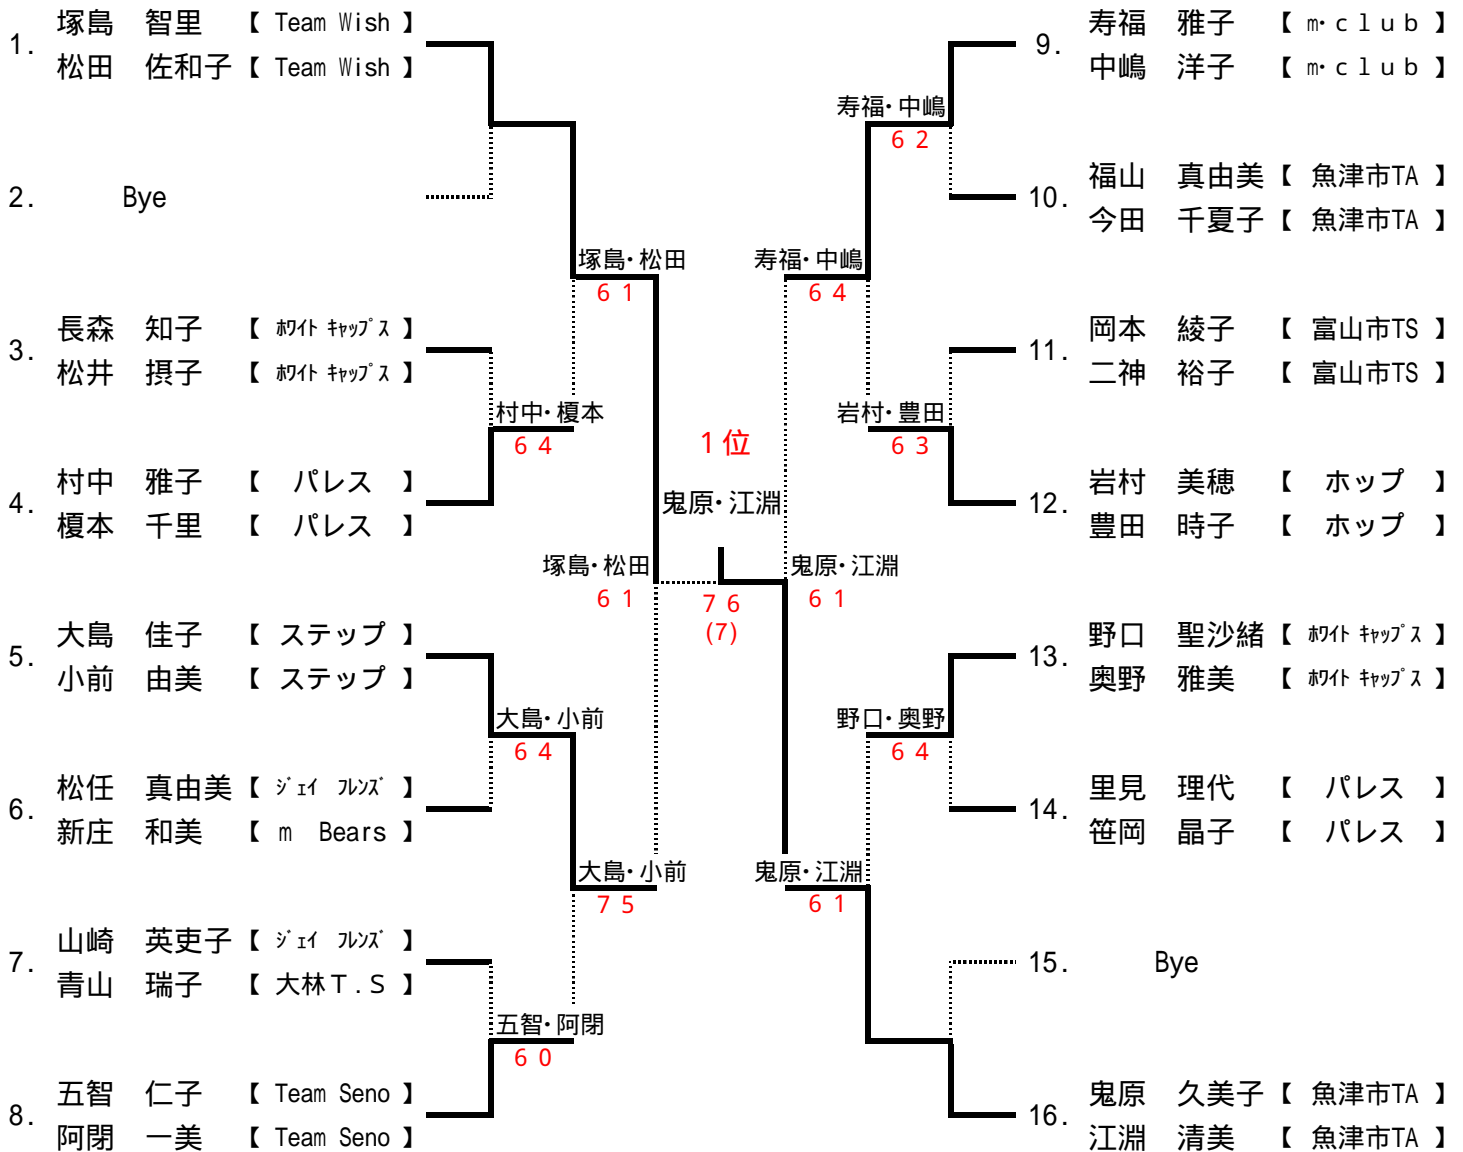 1. 塚島 智里 【 Team Wish 】
松田 佐和子 【 Team Wish 】
2. Bye
塚島・松田
6 1
3. 長森 知子 【 ﾎﾜｲﾄ ｷｬｯﾌﾟｽ 】
松井 摂子 【 ﾎﾜｲﾄ ｷｬｯﾌﾟｽ 】
村中・榎本
6 4
4. 村中 雅子 【 パレス 】
榎本 千里 【 パレス 】
塚島・松田
6 1
5. 大島 佳子 【 ステップ 】
小前 由美 【 ステップ 】
大島・小前
6 4
6. 松任 真由美 【 ｼﾞｪｲ ﾌﾚﾝｽﾞ 】
新庄 和美 【 m Bears 】
大島・小前
7 5
7. 山崎 英吏子 【 ｼﾞｪｲ ﾌﾚﾝｽﾞ 】
青山 瑞子 【 大林T.S 】
五智・阿閉
6 0
8. 五智 仁子 【 Team Seno 】
阿閉 一美 【 Team Seno 】
1位
鬼原・江淵
7 6
(7)
9. 寿福 雅子 【 m・club 】
中嶋 洋子 【 m・club 】
寿福・中嶋
6 2
10. 福山 真由美 【 魚津市TA 】
今田 千夏子 【 魚津市TA 】
寿福・中嶋
6 4
11. 岡本 綾子 【 富山市TS 】
二神 裕子 【 富山市TS 】
岩村・豊田
6 3
12. 岩村 美穂 【 ホップ 】
豊田 時子 【 ホップ 】
鬼原・江淵
6 1
13. 野口 聖沙緒 【 ﾎﾜｲﾄ ｷｬｯﾌﾟｽ 】
奥野 雅美 【 ﾎﾜｲﾄ ｷｬｯﾌﾟｽ 】
野口・奥野
6 4
14. 里見 理代 【 パレス 】
笹岡 晶子 【 パレス 】
鬼原・江淵
6 1
15. Bye
16. 鬼原 久美子 【 魚津市TA 】
江淵 清美 【 魚津市TA 】